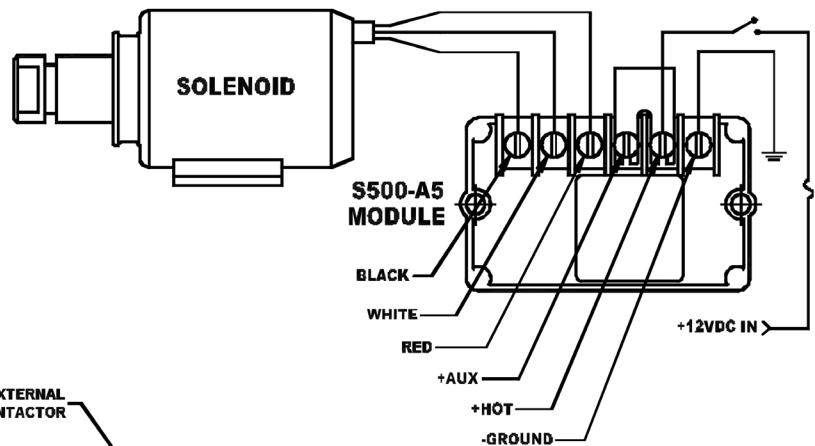 SOLENOID
S500-A5
MODULE
BLACK
WHITE
RED
+AUX
+HOT
-GROUND
+12VDC IN
XTERNAL
NTACTOR